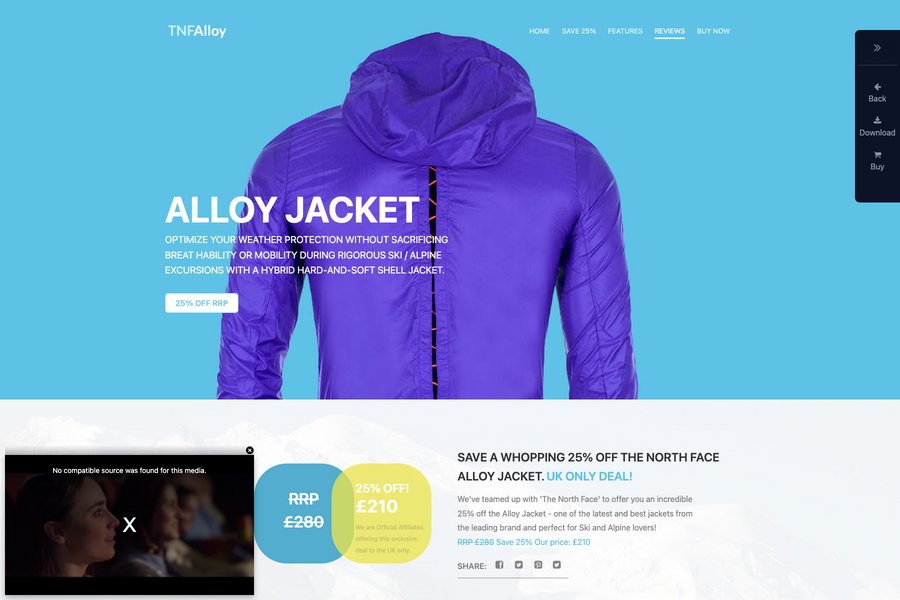 TNFAlloy
HOME SAVE 25% FEATURES REVIEWS BUY NOW
Back
Download
Buy
ALLOY JACKET
OPTIMIZE YOUR WEATHER PROTECTION WITHOUT SACRIFICING
BREAT HABILITY OR MOBILITY DURING RIGOROUS SKI / ALPINE
EXCURSIONS WITH A HYBRID HARD-AND-SOFT SHELL JACKET.
25% OFF RRP
No compatible source was found for this media.
X
RRP
£280
25% OFF!
£210
We are Official Affiliates
offering this exclusive
deal to the UK only.
SAVE A WHOPPING 25% OFF THE NORTH FACE
ALLOY JACKET. UK ONLY DEAL!
We've teamed up with 'The North Face' to offer you an incredible
25% off the Alloy Jacket - one of the latest and best jackets from
the leading brand and perfect for Ski and Alpine lovers!
RRP £280 Save 25% Our price: £210
SHARE: